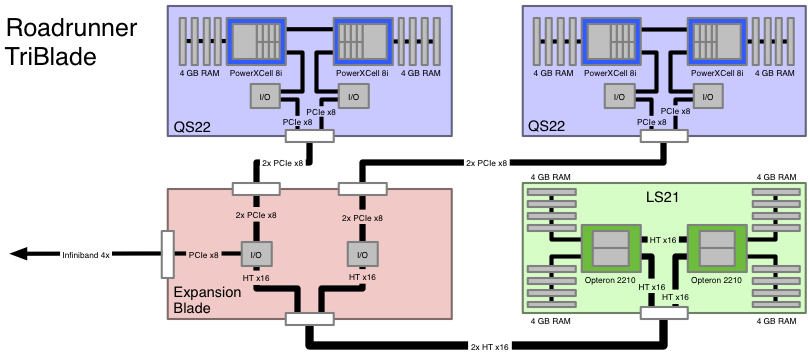 Roadrunner
TriBlade
4 GB RAM
PowerXCell 8i
PowerXCell 8i
4 GB RAM
I/O
I/O
PCIe x8
PCIe x8
QS22
4 GB RAM
PowerXCell 8i
PowerXCell 8i
4 GB RAM
I/O
I/O
PCIe x8
PCIe x8
QS22
2x PCIe x8
2x PCIe x8
2x PCIe x8
2x PCIe x8
Infiniband 4x
PCIe x8
I/O
I/O
HT x16
HT x16
Expansion
Blade
4 GB RAM
4 GB RAM
LS21
HT x16
Opteron 2210
Opteron 2210
HT x16
HT x16
4 GB RAM
4 GB RAM
2x HT x16